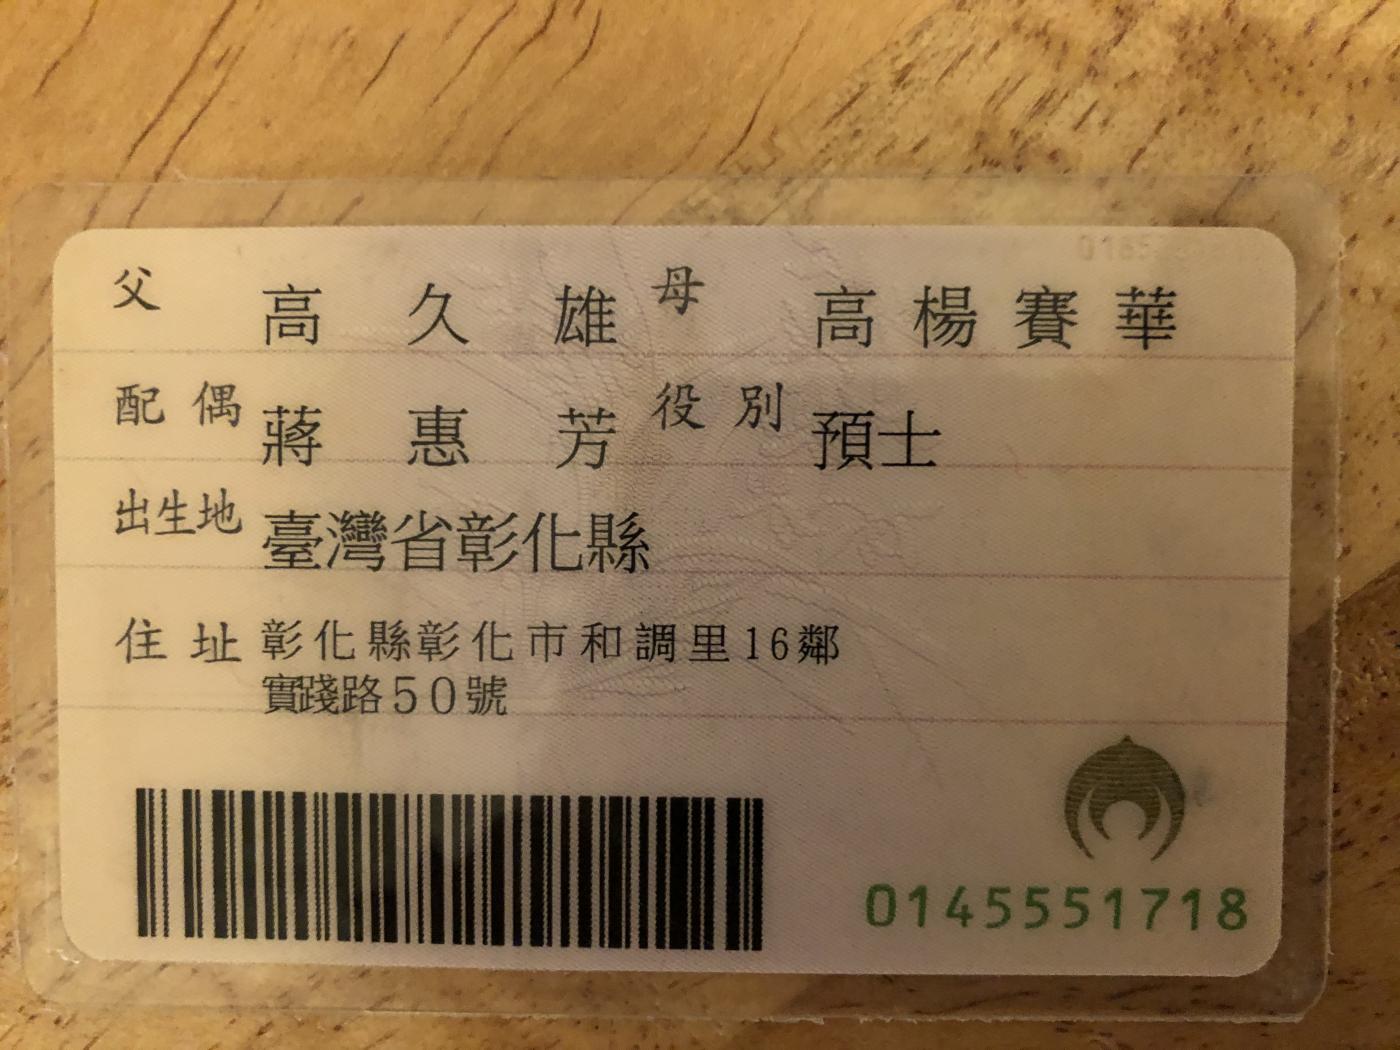 父 高久雄 母 高楊賽華
配偶 蔣惠芳 役別 預士
出生地 臺灣省彰化縣
住址 彰化縣彰化市和調里16鄰
實踐路50號
0145551718